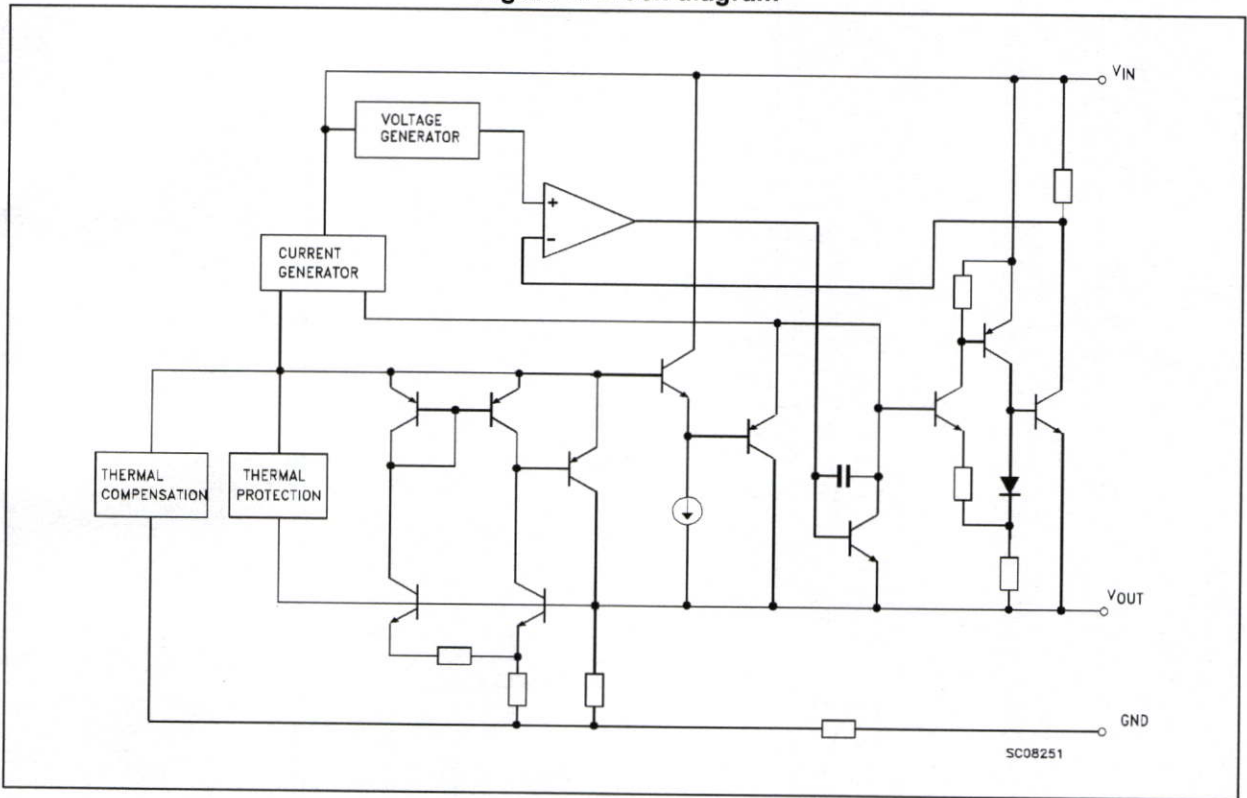 VIN
VOLTAGE
GENERATOR
+
-
CURRENT
GENERATOR
THERMAL
COMPENSATION
THERMAL
PROTECTION
VOUT
GND
SC08251